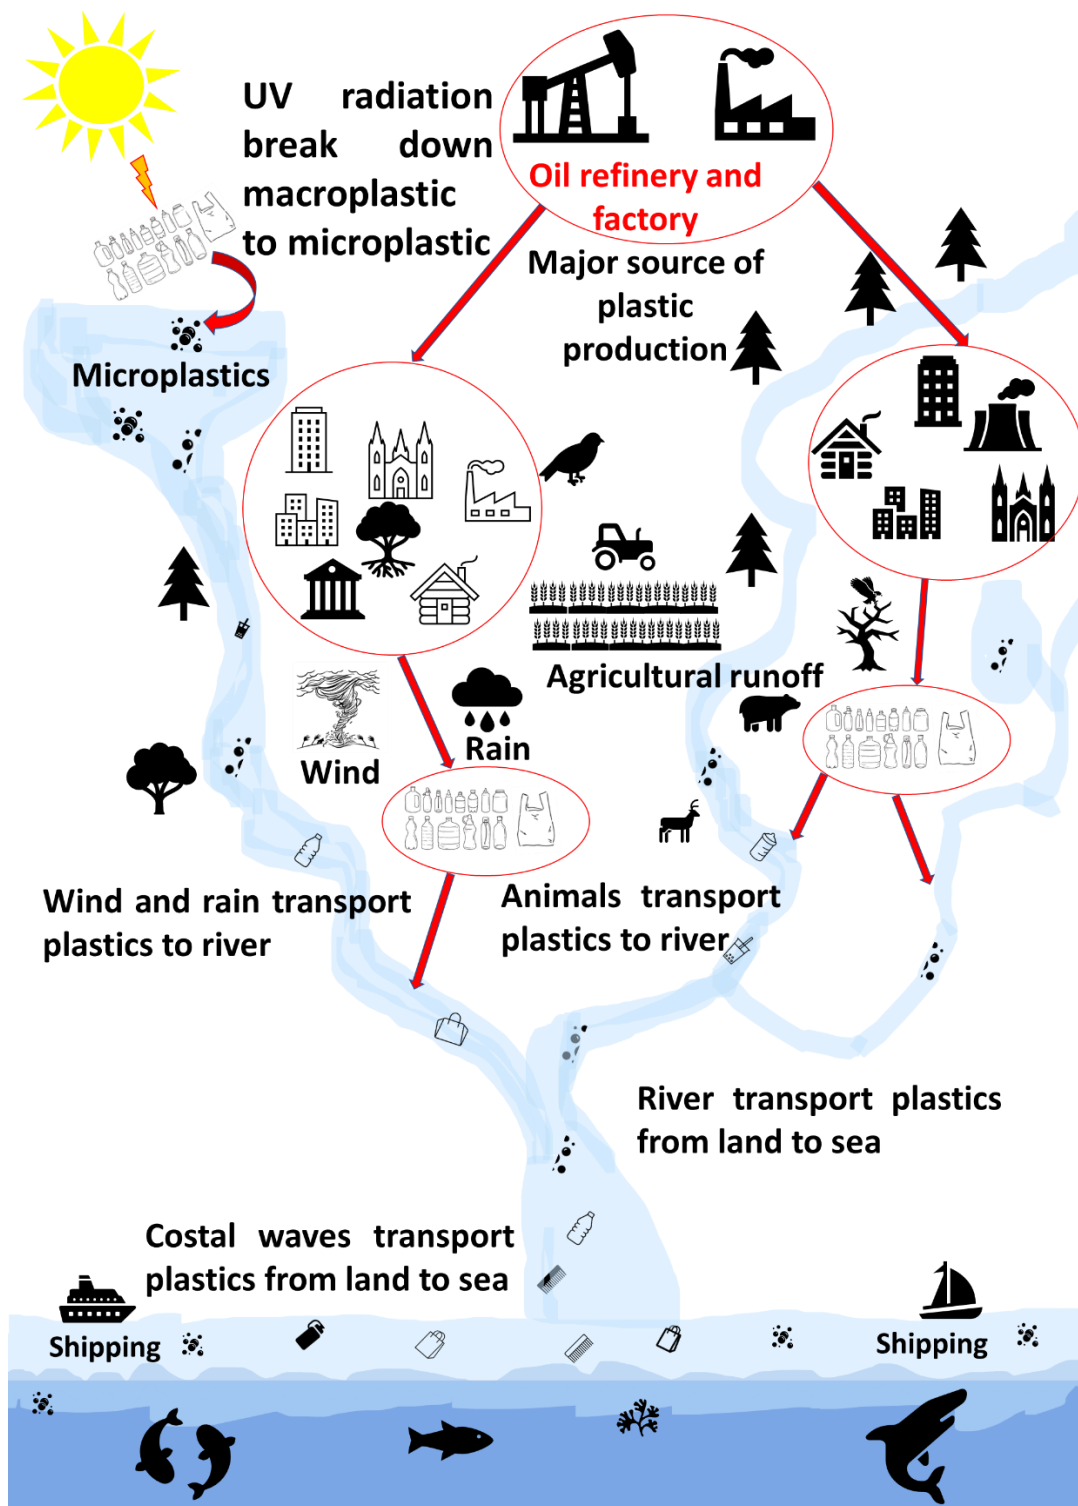 UV radiation
break down
macroplastic
to microplastic
Oil refinery and
factory
Major source of
plastic
production
Microplastics
Agricultural runoff
Wind
Rain
Wind and rain transport
plastics to river
Animals transport
plastics to river
River transport plastics
from land to sea
Costal waves transport
plastics from land to sea
Shipping
Shipping